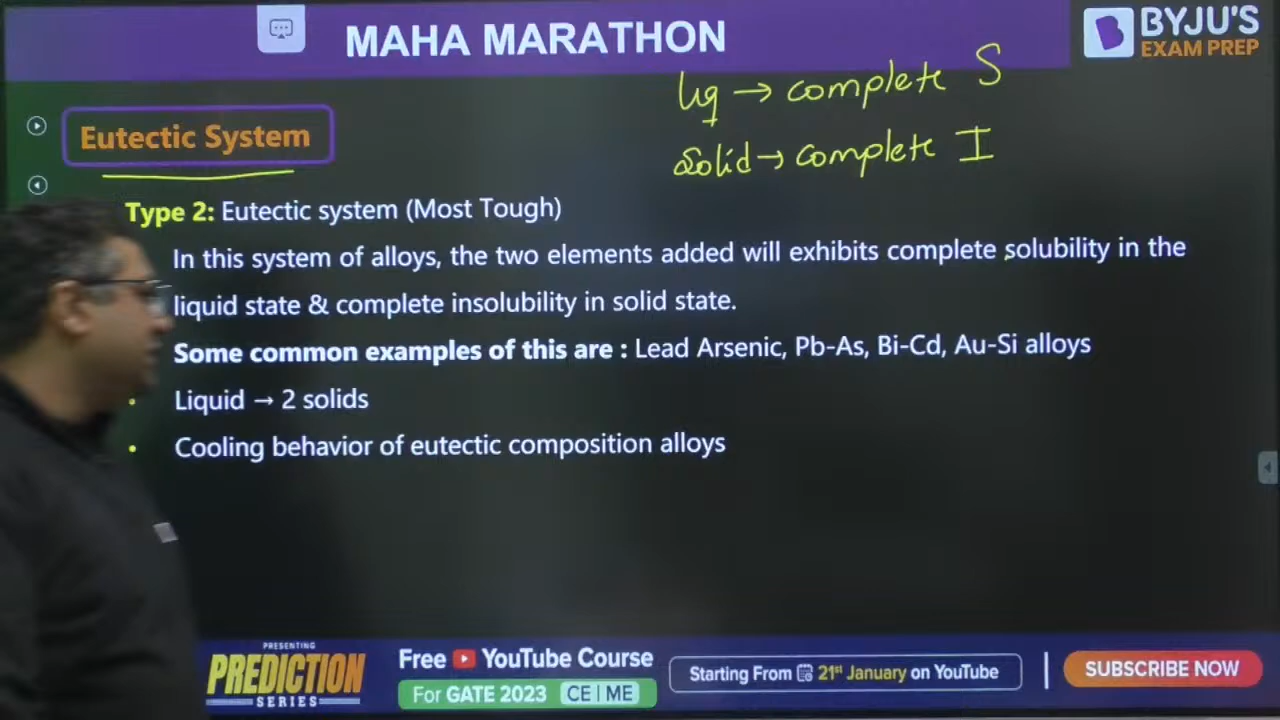 MAHA MARATHON
BYJU'S
EXAM PREP
liq → complete S
Solid → complete I
Eutectic System
Type 2: Eutectic system (Most Tough)
In this system of alloys, the two elements added will exhibits complete solubility in the
liquid state & complete insolubility in solid state.
Some common examples of this are : Lead Arsenic, Pb-As, Bi-Cd, Au-Si alloys
• Liquid → 2 solids
• Cooling behavior of eutectic composition alloys
PRESENTING
PREDICTION
SERIES
Free YouTube Course
For GATE 2023 CE | ME
Starting From 21st January on YouTube
SUBSCRIBE NOW